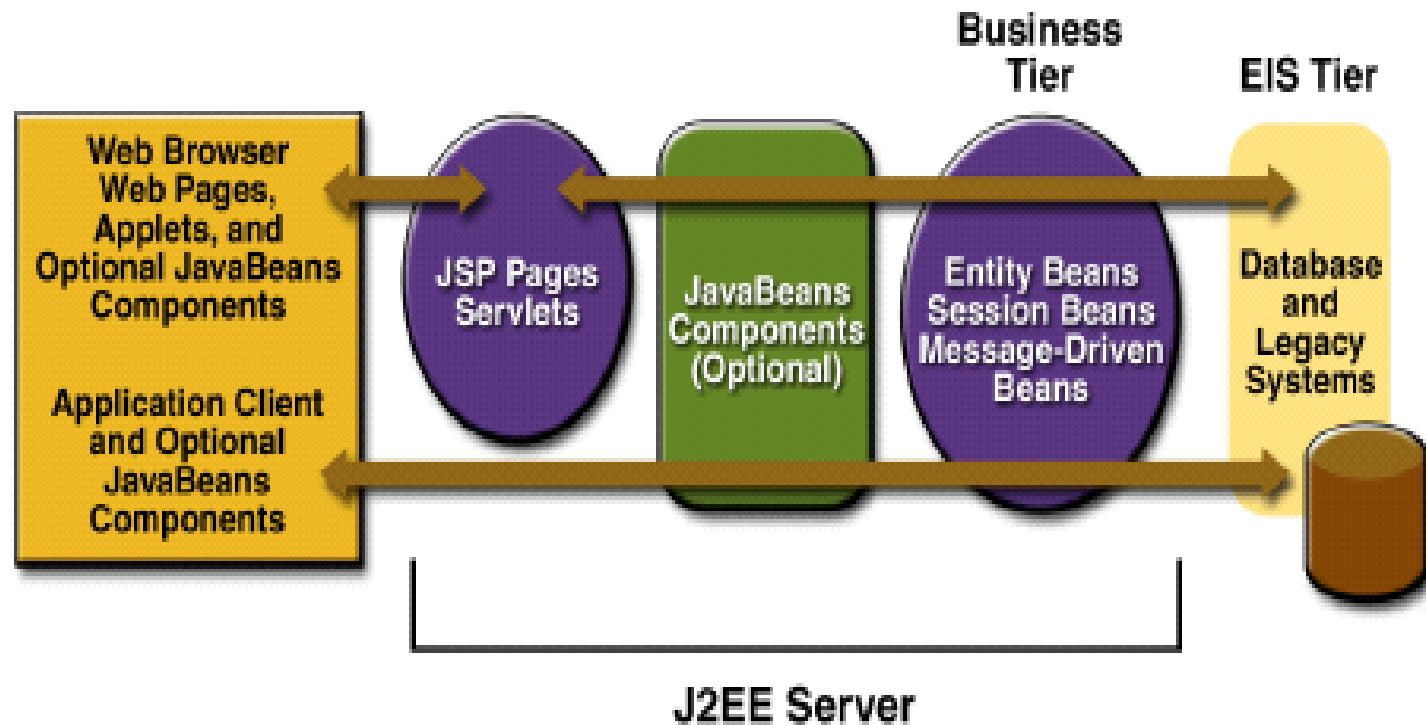 Business
Tier
EIS Tier
Web Browser
Web Pages,
Applets, and
Optional JavaBeans
Components
Application Client
and Optional
JavaBeans
Components
JSP Pages
Servlets
JavaBeans
Components
(Optional)
Entity Beans
Session Beans
Message-Driven
Beans
Database
and
Legacy
Systems
J2EE Server